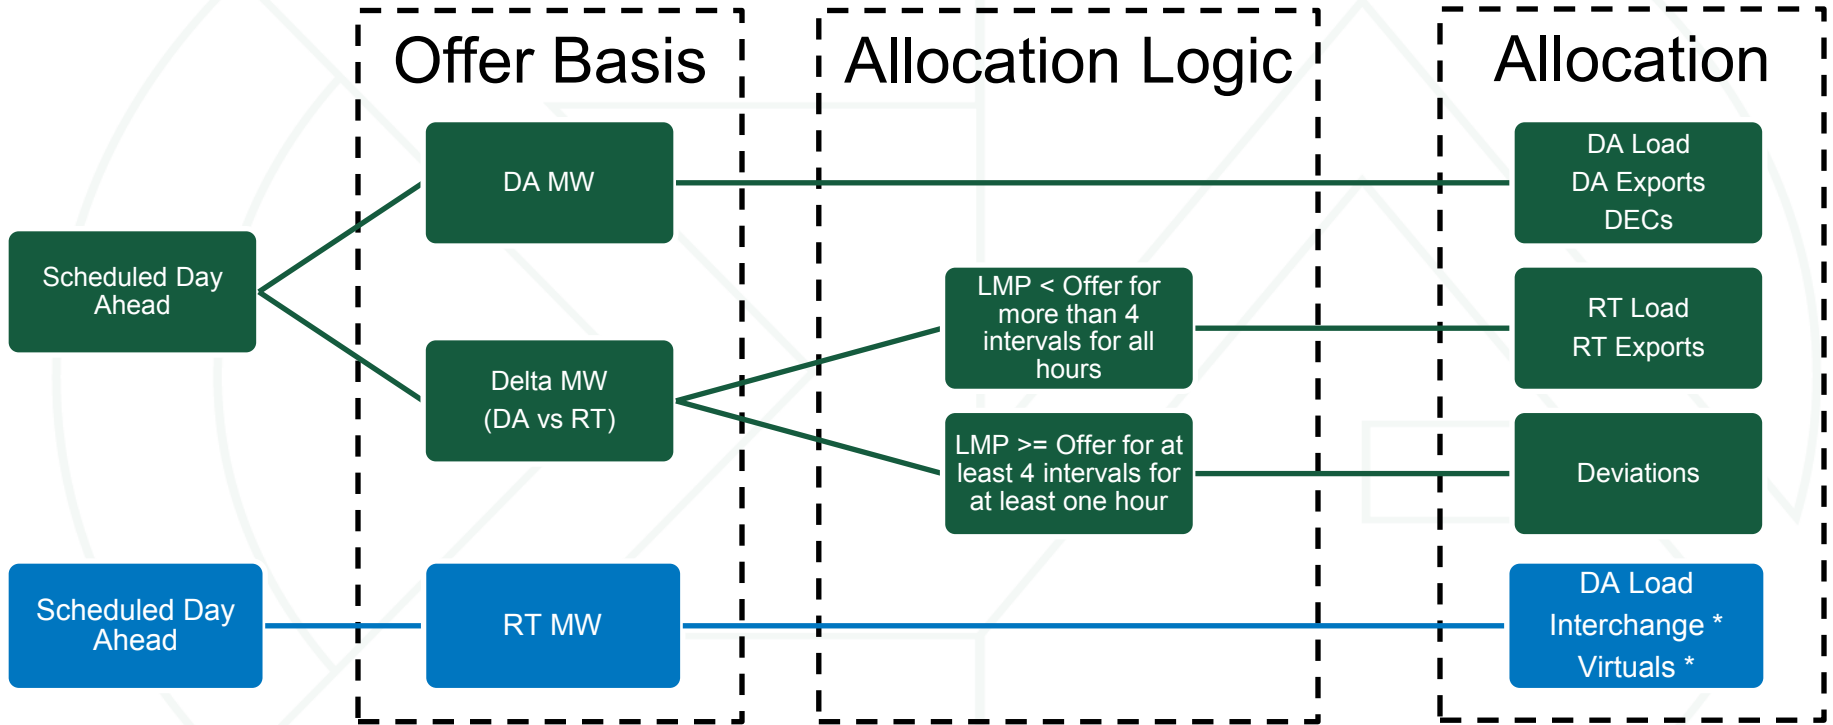 Offer Basis
Allocation Logic
Allocation
Scheduled Day
Ahead
DA MW
DA Load
DA Exports
DECs
Delta MW
(DA vs RT)
LMP < Offer for
more than 4
intervals for all
hours
RT Load
RT Exports
LMP >= Offer for at
least 4 intervals for
at least one hour
Deviations
Scheduled Day
Ahead
RT MW
DA Load
Interchange *
Virtuals *